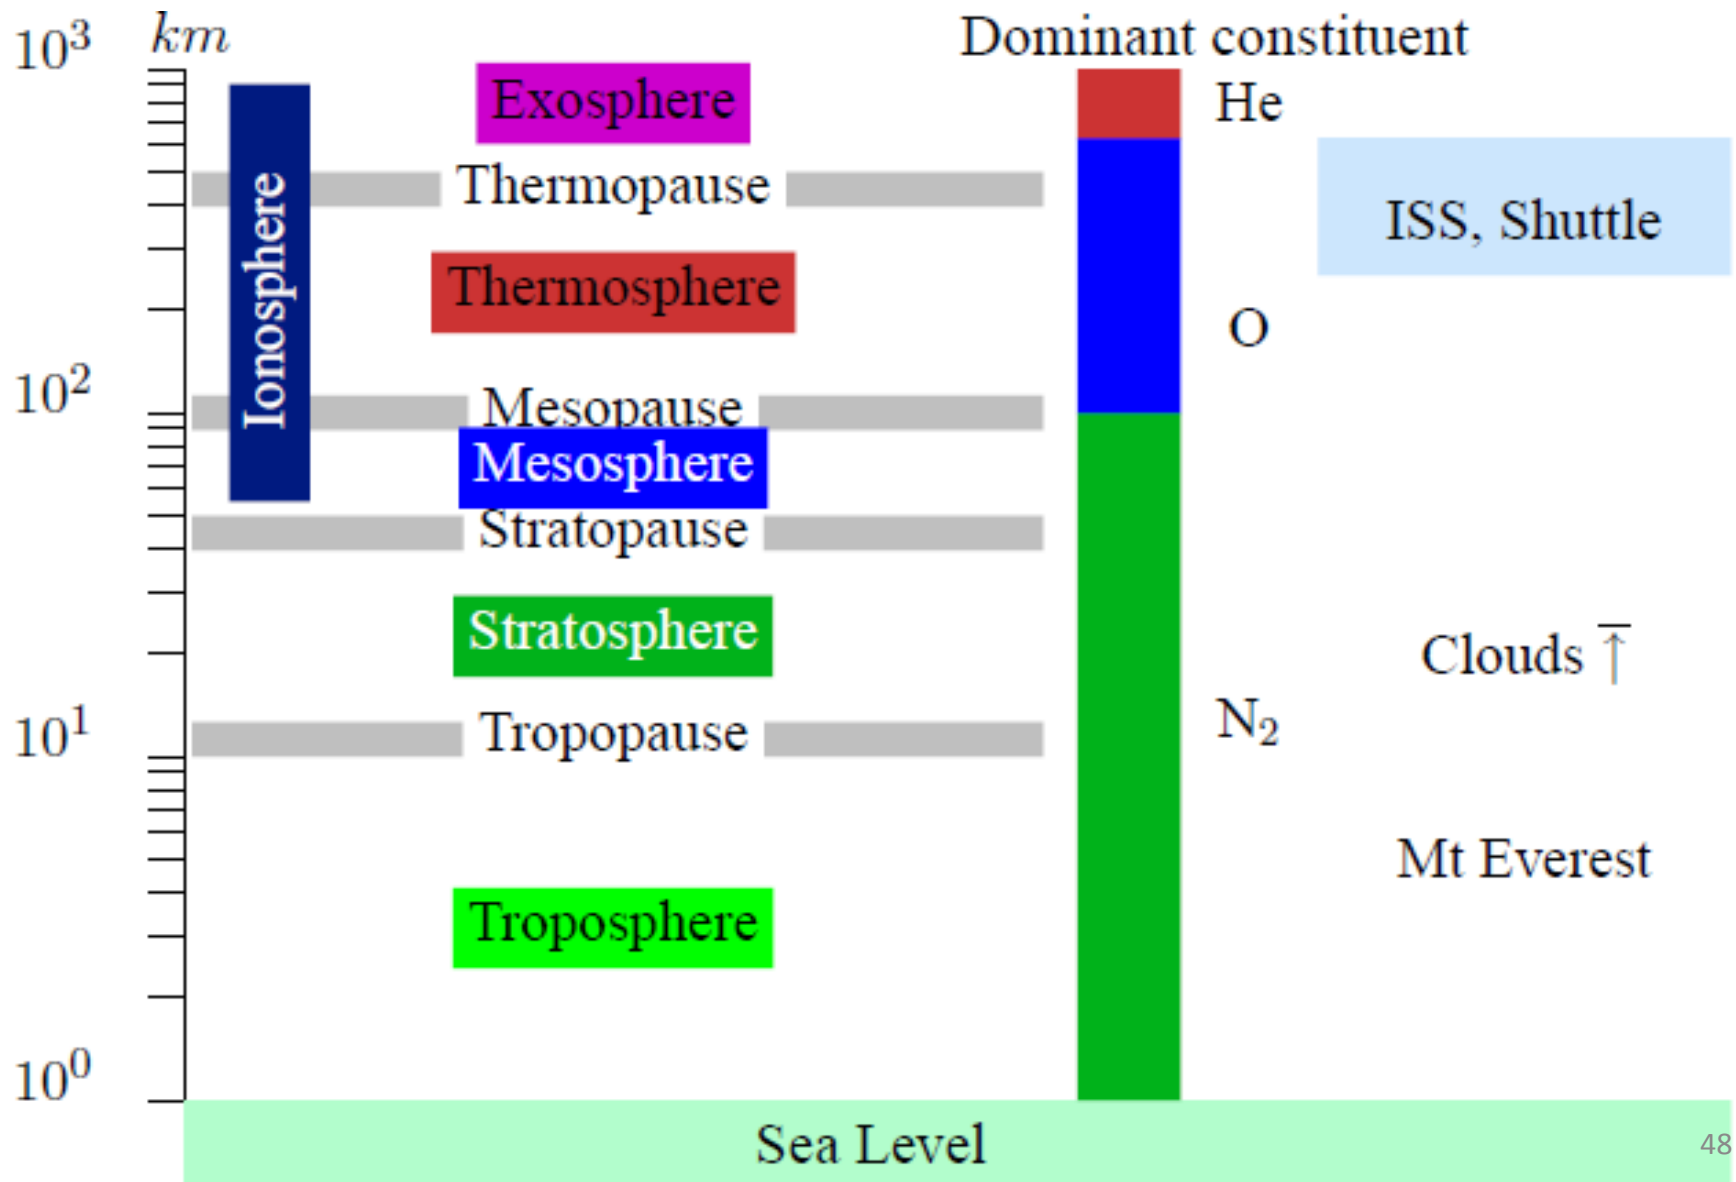 10³ km Dominant constituent
Exosphere
He
Thermopause
ISS, Shuttle
Ionosphere
Thermosphere
O
10²
Mesopause
Mesosphere
Stratopause
Stratosphere
Clouds ↑
10¹
Tropopause
N₂
Mt Everest
Troposphere
10⁰
Sea Level
48